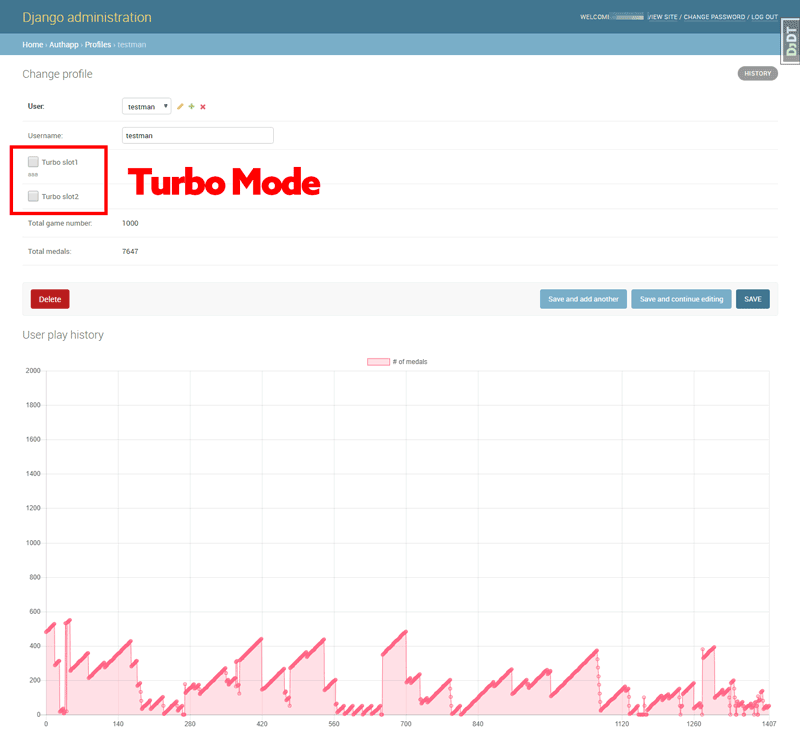 Django administration
WELCOME VIEW SITE / CHANGE PASSWORD / LOG OUT
Home › Authapp › Profiles › testman
DjDT
Change profile
HISTORY
User:
testman
Username:
testman
Turbo slot1
Turbo Mode
Turbo slot2
Total game number:
1000
Total medals:
7647
Delete
Save and add another
Save and continue editing
SAVE
User play history
# of medals
2000
1800
1600
1400
1200
1000
800
600
400
200
0
0 140 280 420 560 700 840 1120 1260 1407